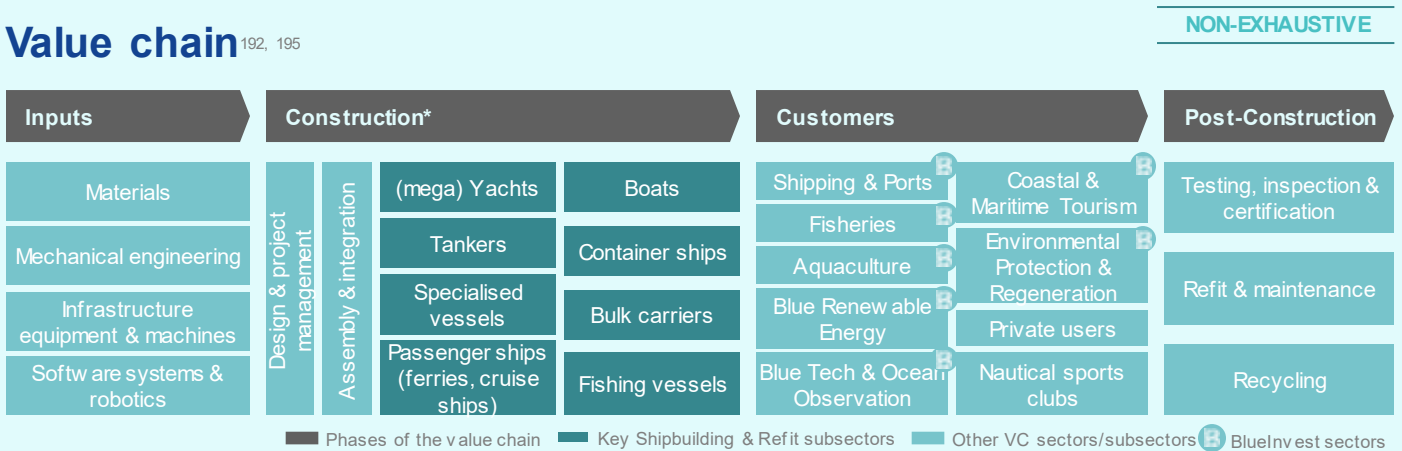 NON-EXHAUSTIVE
Value chain192, 195
Inputs
Construction*
Customers
Post-Construction
Materials
Mechanical engineering
Infrastructure
equipment & machines
Software systems &
robotics
Design & project
management
Assembly & integration
(mega) Yachts
Tankers
Specialised
vessels
Passenger ships
(ferries, cruise
ships)
Boats
Container ships
Bulk carriers
Fishing vessels
Shipping & Ports
B
Fisheries
B
Aquaculture
B
Blue Renewable
Energy
B
Blue Tech & Ocean
Observation
B
Coastal &
Maritime Tourism
B
Environmental
Protection &
Regeneration
B
Private users
Nautical sports
clubs
Testing, inspection &
certification
Refit & maintenance
Recycling
Phases of the value chain
Key Shipbuilding & Refit subsectors
Other VC sectors/subsectors
B BlueInvest sectors